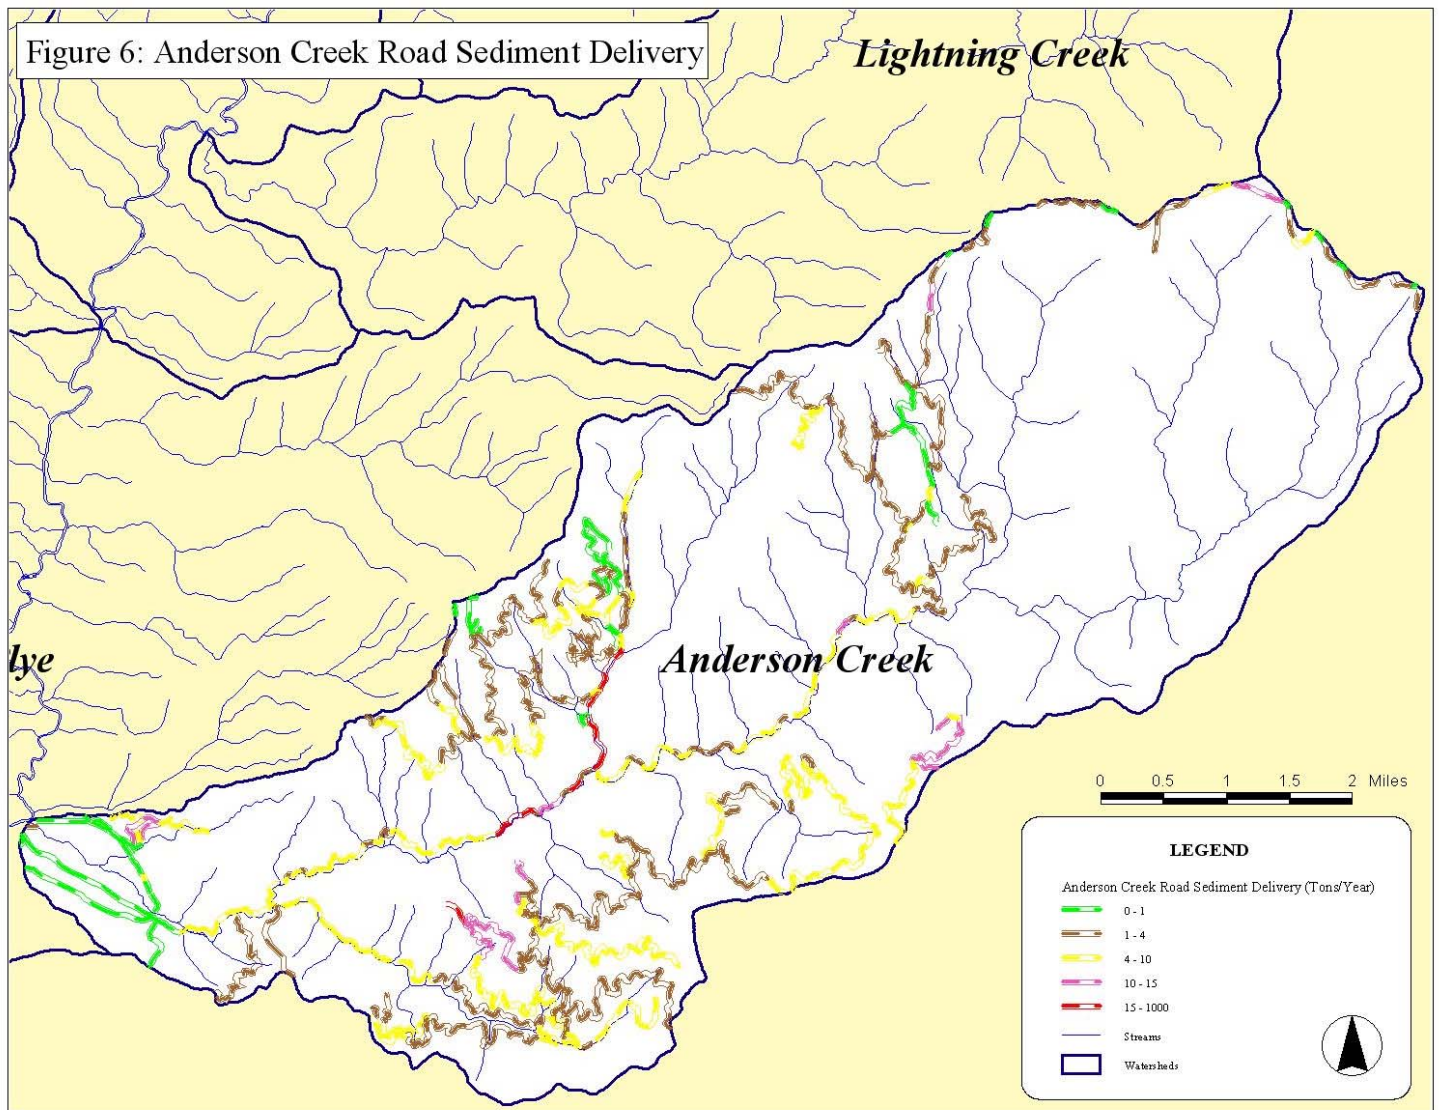 Figure 6: Anderson Creek Road Sediment Delivery
Lightning Creek
lye
Anderson Creek
0 0.5 1 1.5 2 Miles
LEGEND
Anderson Creek Road Sediment Delivery (Tons/Year)
0 - 1
1 - 4
4 - 10
10 - 15
15 - 1000
Streams
Watersheds